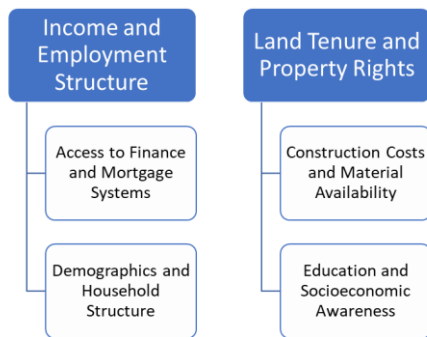 Income and
Employment
Structure
Access to Finance
and Mortgage
Systems
Demographics and
Household
Structure
Land Tenure and
Property Rights
Construction Costs
and Material
Availability
Education and
Socioeconomic
Awareness